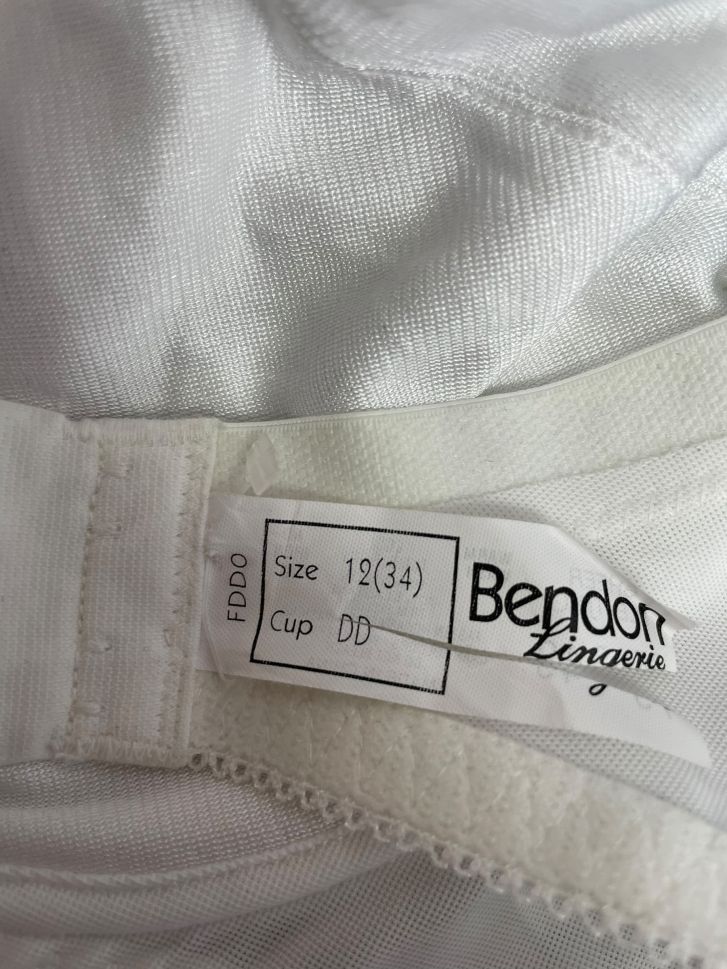 FDDO
Size 12(34)
Cup DD
Bendon
Lingerie